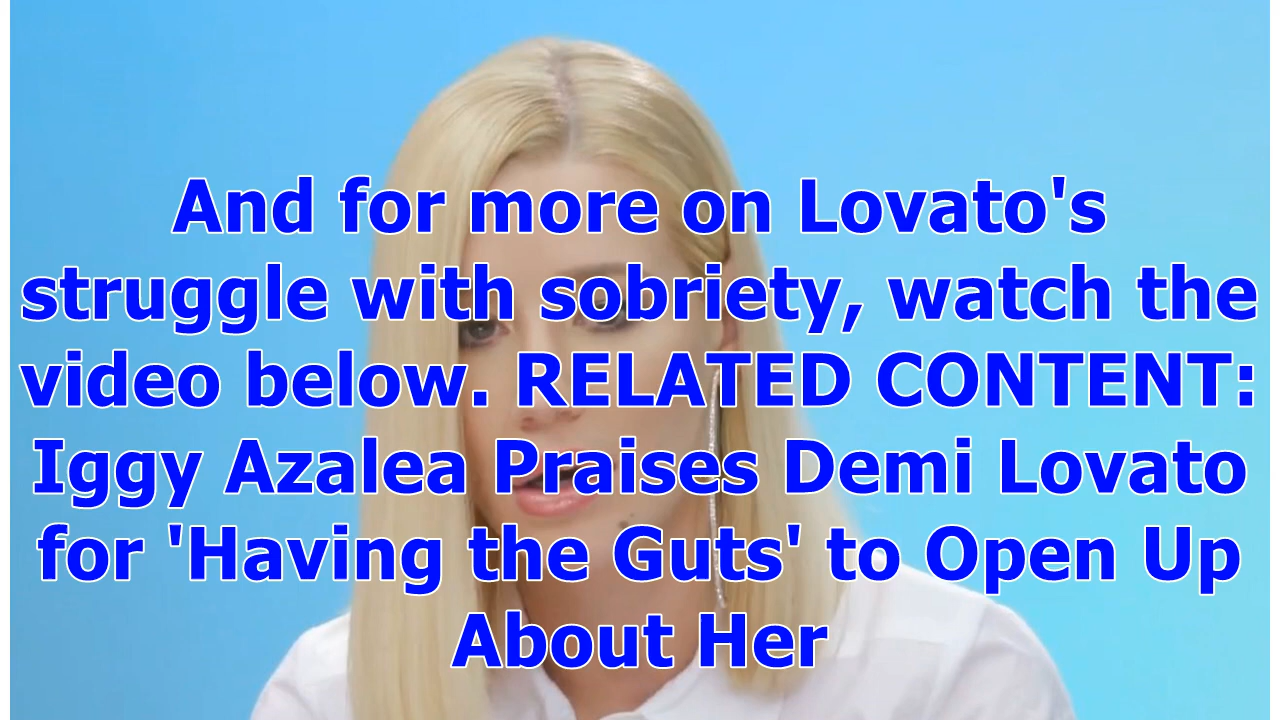 And for more on Lovato's
struggle with sobriety, watch the
video below. RELATED CONTENT:
Iggy Azalea Praises Demi Lovato
for 'Having the Guts' to Open Up
About Her